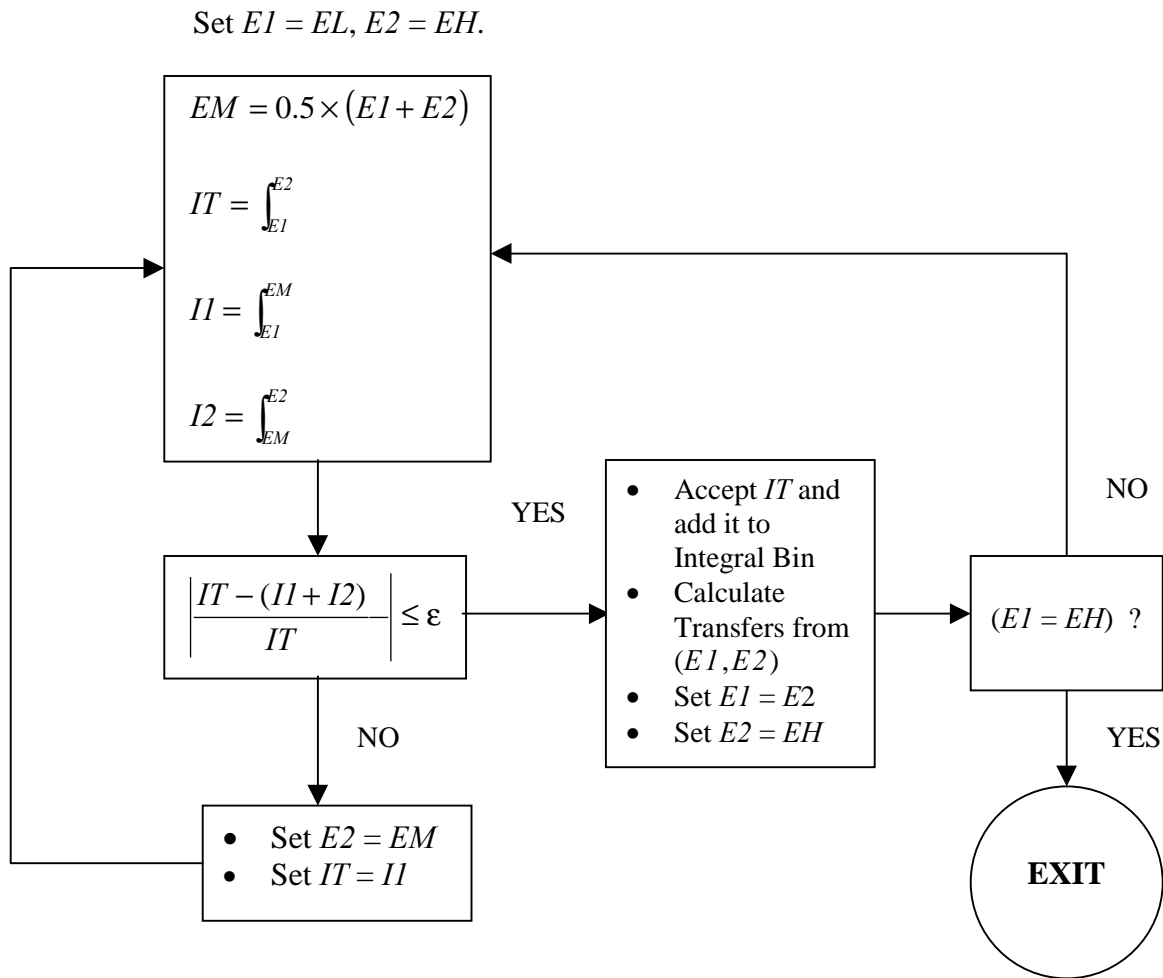 Set E1 = EL, E2 = EH.
EM = 0.5 × (E1 + E2)
IT = ∫_{E1}^{E2}
I1 = ∫_{E1}^{EM}
I2 = ∫_{EM}^{E2}
|(IT - (I1 + I2)) / IT| ≤ ε
YES
• Accept IT and
add it to
Integral Bin
• Calculate
Transfers from
(E1,E2)
• Set E1 = E2
• Set E2 = EH
NO
(E1 = EH) ?
NO
YES
• Set E2 = EM
• Set IT = I1
EXIT